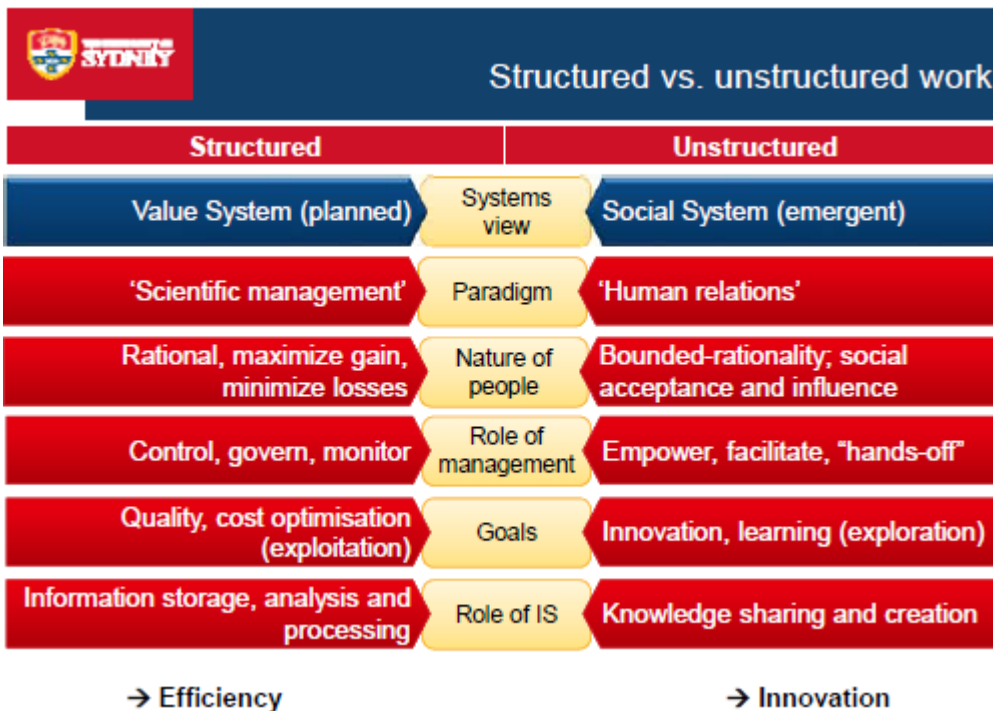 SYDNEY
Structured vs. unstructured work
Structured
Unstructured
Value System (planned)
Systems
view
Social System (emergent)
‘Scientific management’
Paradigm
‘Human relations’
Rational, maximize gain,
minimize losses
Nature of
people
Bounded-rationality; social
acceptance and influence
Control, govern, monitor
Role of
management
Empower, facilitate, “hands-off”
Quality, cost optimisation
(exploitation)
Goals
Innovation, learning (exploration)
Information storage, analysis and
processing
Role of IS
Knowledge sharing and creation
→ Efficiency
→ Innovation